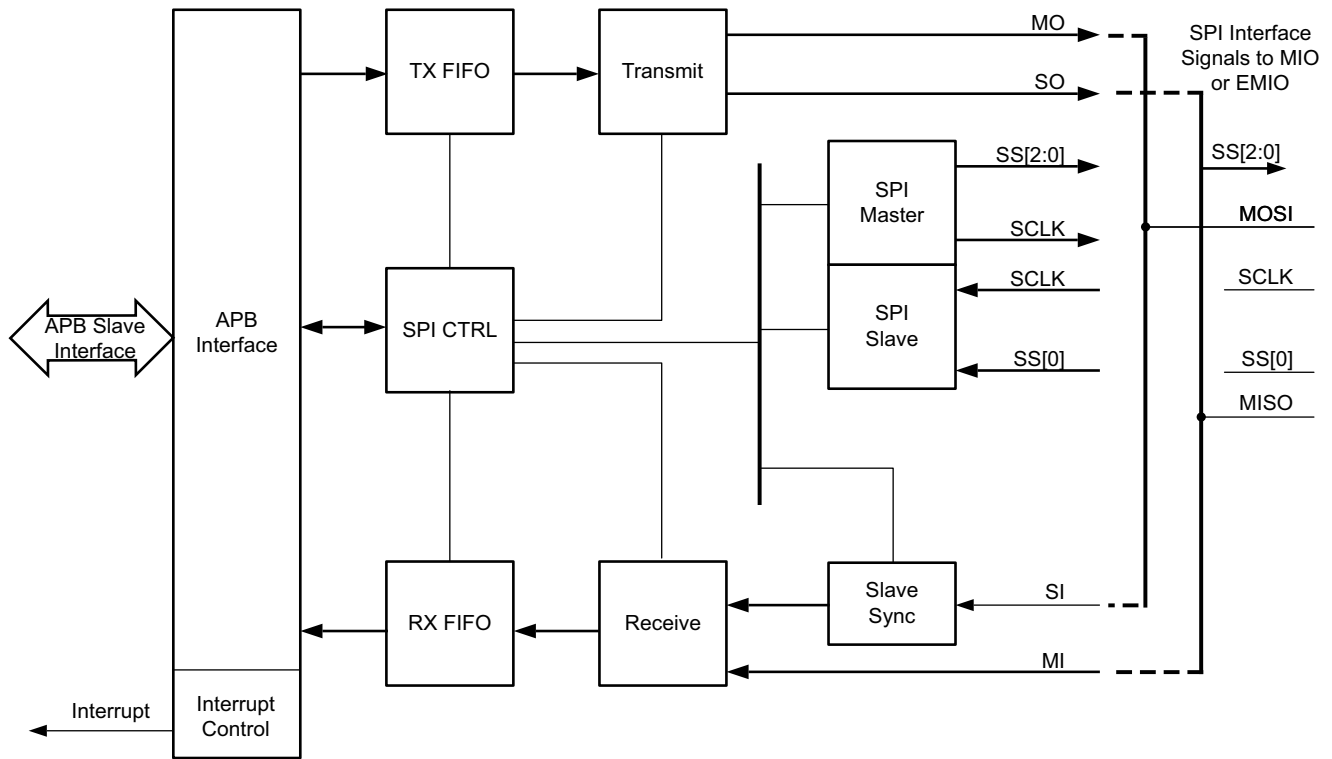 MO
SPI Interface
Signals to MIO
or EMIO
TX FIFO
Transmit
SO
SS[2:0]
SS[2:0]
SPI
Master
MOSI
SCLK
SCLK
SCLK
APB Slave
Interface
APB
Interface
SPI CTRL
SPI
Slave
SS[0]
SS[0]
MISO
RX FIFO
Receive
Slave
Sync
SI
MI
Interrupt
Interrupt
Control